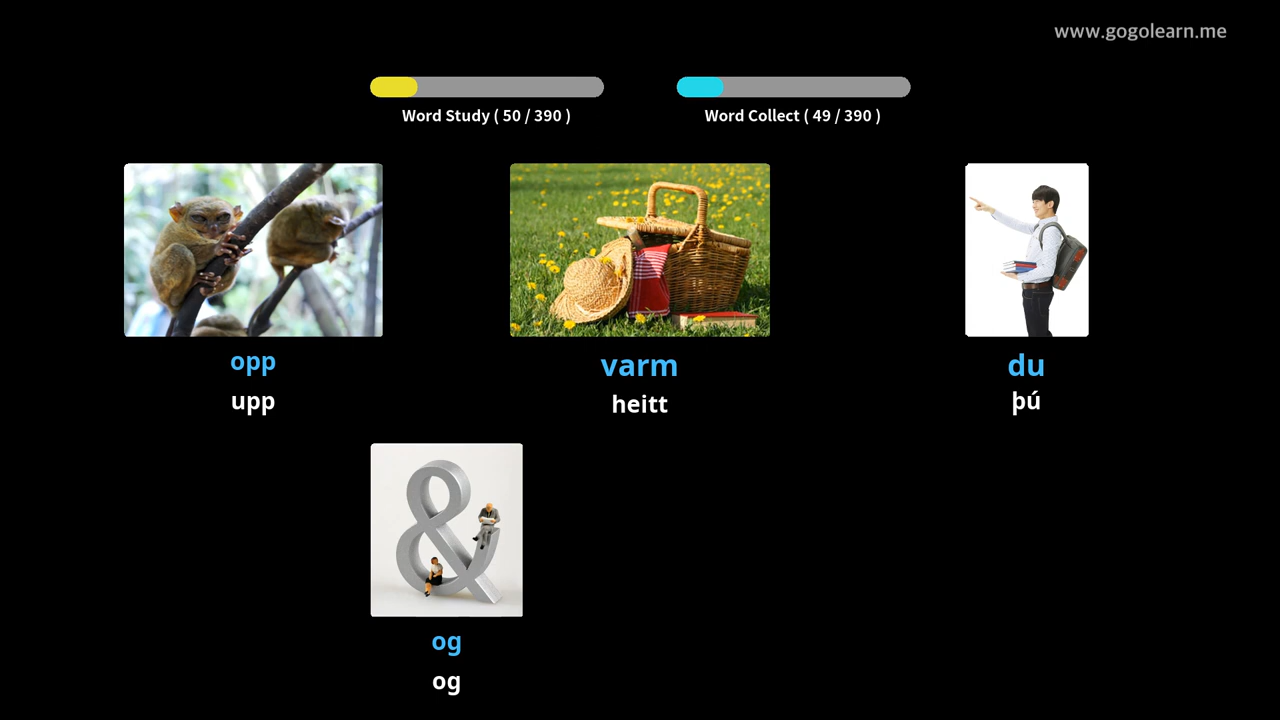 www.gogolearn.me
Word Study ( 50 / 390 )
Word Collect ( 49 / 390 )
opp
upp
varm
heitt
du
þú
og
og